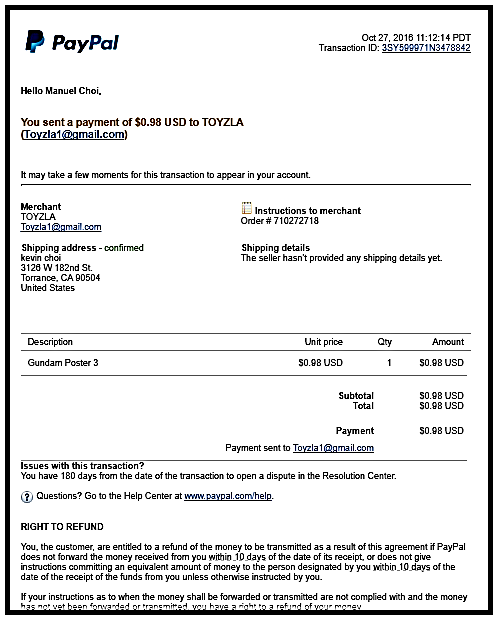 PayPal
Oct 27, 2016 11:12:14 PDT
Transaction ID: 3SY599971N3478842
Hello Manuel Choi,
You sent a payment of $0.98 USD to TOYZLA
(Toyzla1@gmail.com)
It may take a few moments for this transaction to appear in your account.
Merchant
TOYZLA
Toyzla1@gmail.com
Instructions to merchant
Order # 710272718
Shipping address - confirmed
kevin choi
3126 W 182nd St.
Torrance, CA 90504
United States
Shipping details
The seller hasn't provided any shipping details yet.
Description Unit price Qty Amount
Gundam Poster 3 $0.98 USD 1 $0.98 USD
Subtotal $0.98 USD
Total $0.98 USD
Payment $0.98 USD
Payment sent to Toyzla1@gmail.com
Issues with this transaction?
You have 180 days from the date of the transaction to open a dispute in the Resolution Center.
? Questions? Go to the Help Center at www.paypal.com/help.
RIGHT TO REFUND
You, the customer, are entitled to a refund of the money to be transmitted as a result of this agreement if PayPal
does not forward the money received from you within 10 days of the date of its receipt, or does not give
instructions committing an equivalent amount of money to the person designated by you within 10 days of the
date of the receipt of the funds from you unless otherwise instructed by you.
If your instructions as to when the money shall be forwarded or transmitted are not complied with and the money
has not yet been forwarded or transmitted, you have a right to a refund of your money.